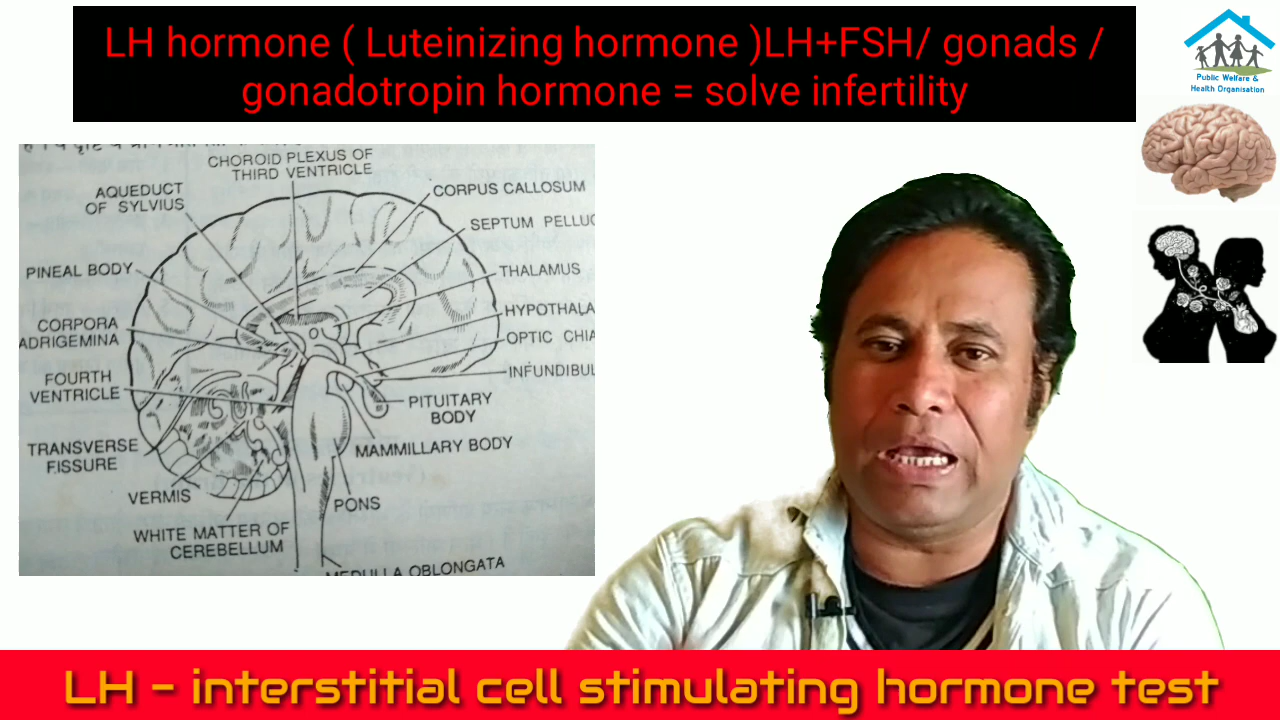 LH hormone ( Luteinizing hormone )LH+FSH/ gonads /
gonadotropin hormone = solve infertility
Public Welfare &
Health Organisation
CHOROID PLEXUS OF
THIRD VENTRICLE
AQUEDUCT
OF SYLVIUS
CORPUS CALLOSUM
SEPTUM PELLUC
PINEAL BODY
THALAMUS
HYPOTHALA
CORPORA
ADRIGEMINA
OPTIC CHIA
INFUNDIBUL
FOURTH
VENTRICLE
PITUITARY
BODY
TRANSVERSE
FISSURE
MAMMILLARY BODY
VERMIS
PONS
WHITE MATTER OF
CEREBELLUM
MEDULLA OBLONGATA
LH - interstitial cell stimulating hormone test